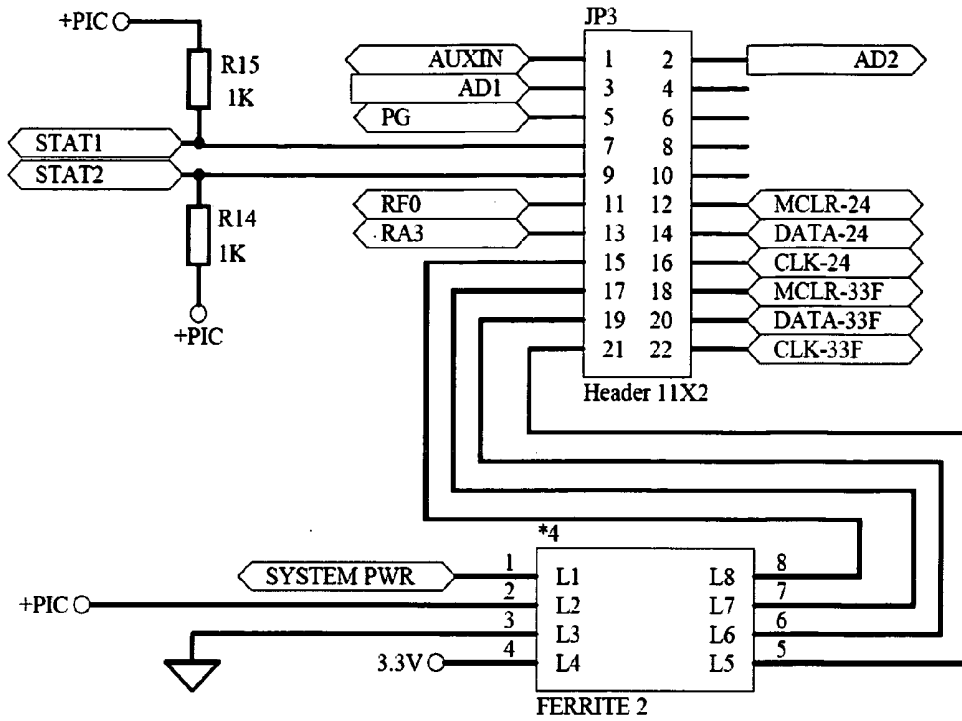 JP3
+PIC
R15
1K
AUXIN 1 2 AD2
AD1 3 4
PG 5 6
STAT1 7 8
STAT2 9 10
R14
1K
+PIC
RF0 11 12 MCLR-24
RA3 13 14 DATA-24
15 16 CLK-24
17 18 MCLR-33F
19 20 DATA-33F
21 22 CLK-33F
Header 11X2
*4
SYSTEM PWR 1 L1 L8 8
+PIC 2 L2 L7 7
3 L3 L6 6
3.3V 4 L4 L5 5
FERRITE 2